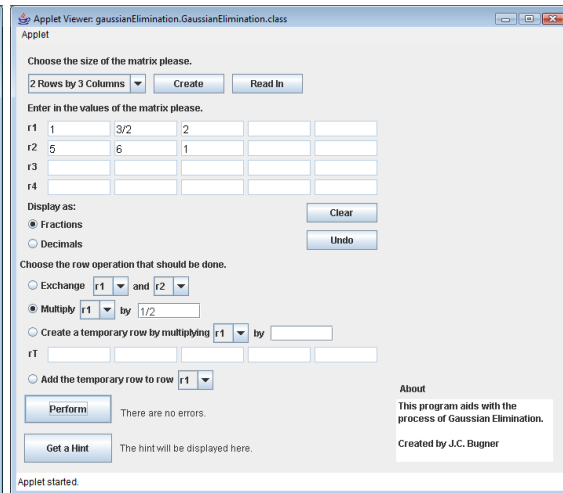 Applet Viewer: gaussianElimination.GaussianElimination.class
Applet
Choose the size of the matrix please.
2 Rows by 3 Columns Create Read In
Enter in the values of the matrix please.
r1 1 3/2 2
r2 5 6 1
r3
r4
Display as:
Clear
Fractions
Undo
Decimals
Choose the row operation that should be done.
Exchange r1 and r2
Multiply r1 by 1/2
Create a temporary row by multiplying r1 by
rT
Add the temporary row to row r1
About
Perform There are no errors.
This program aids with the
process of Gaussian Elimination.
Get a Hint The hint will be displayed here.
Created by J.C. Bugner
Applet started.